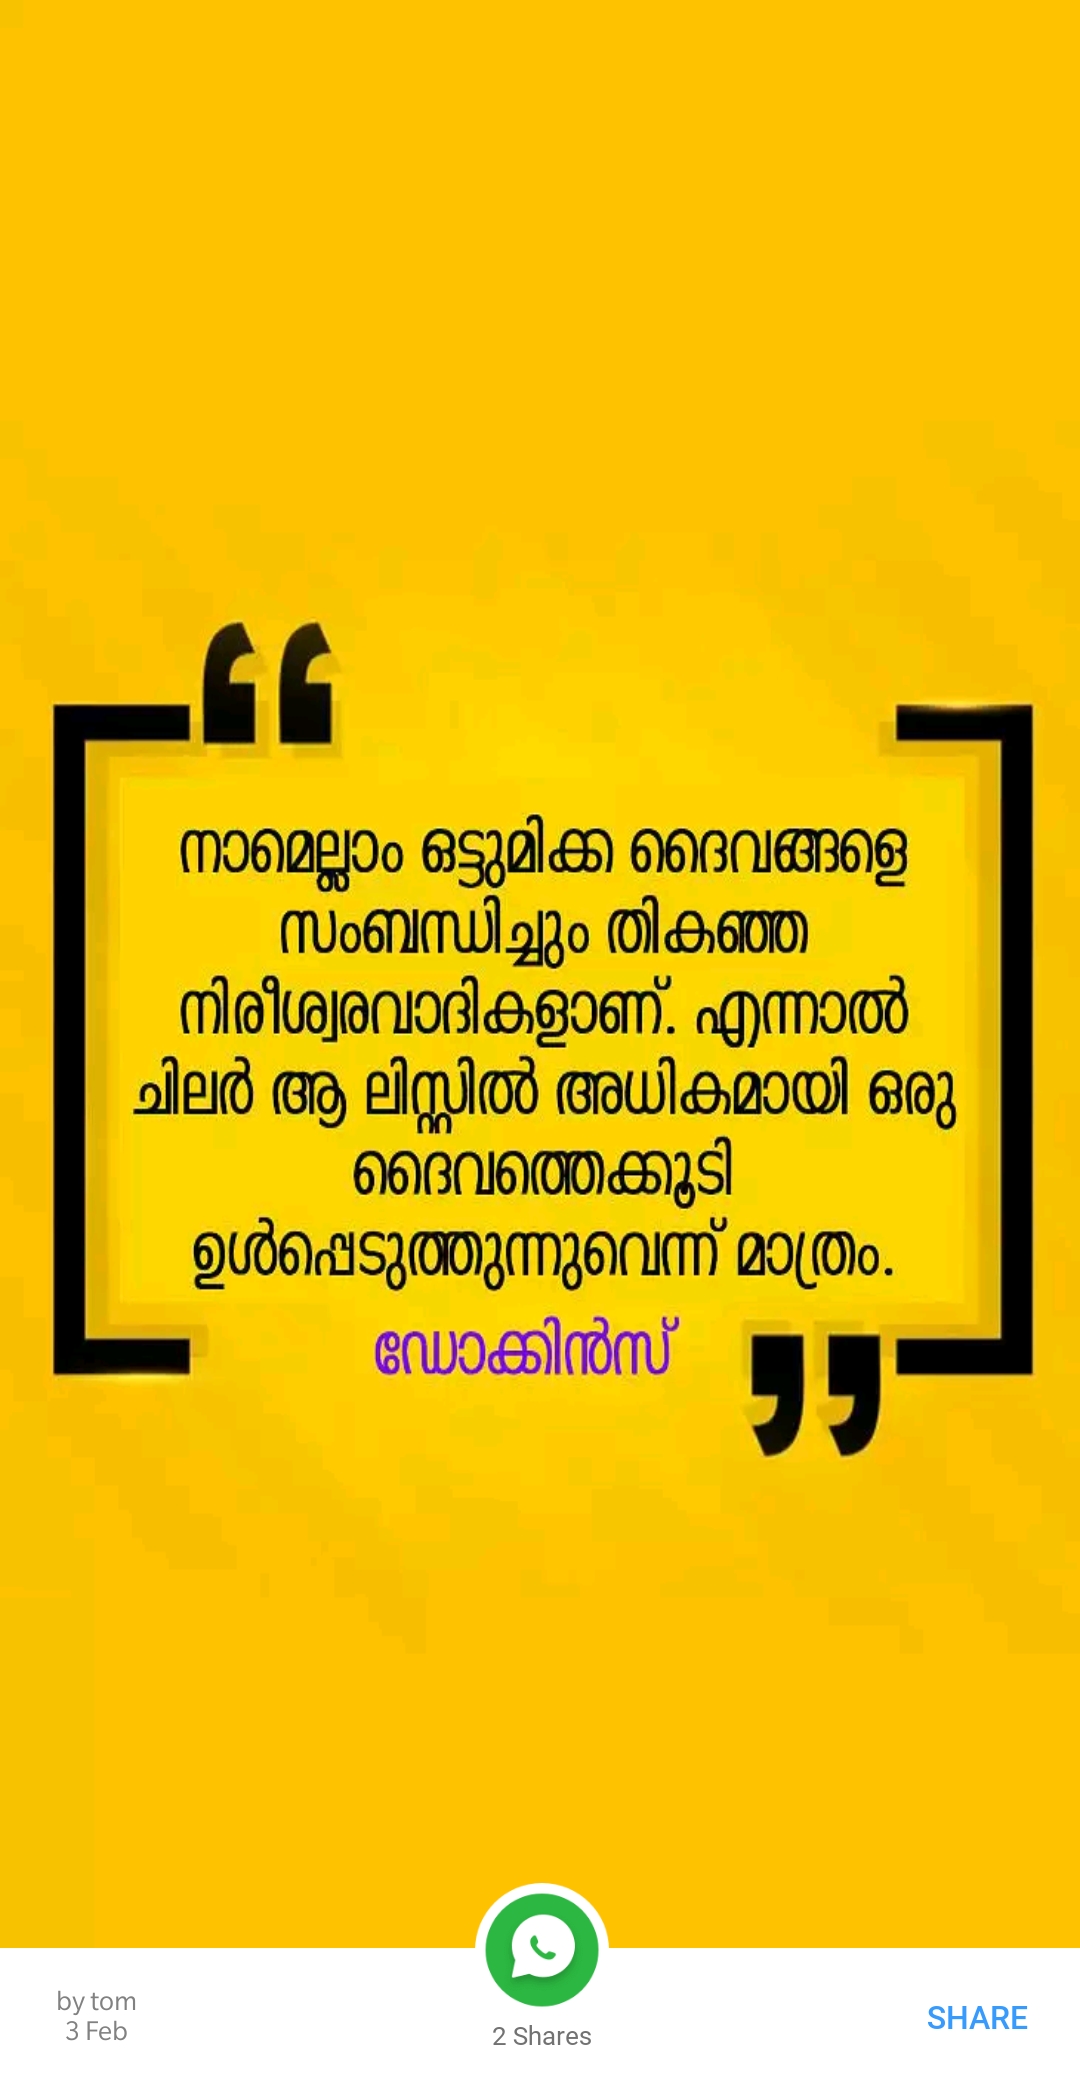 നാമെല്ലാം ഒട്ടുമിക്ക ദൈവങ്ങളെ
സംബന്ധിച്ചും തികഞ്ഞ
നിരീശ്വരവാദികളാണ്. എന്നാൽ
ചിലർ ആ ലിസ്റ്റിൽ അധികമായി ഒരു
ദൈവത്തെക്കൂടി
ഉൾപ്പെടുത്തുന്നുവെന്ന് മാത്രം.
ഡോക്കിൻസ്
by tom
3 Feb
2 Shares
SHARE